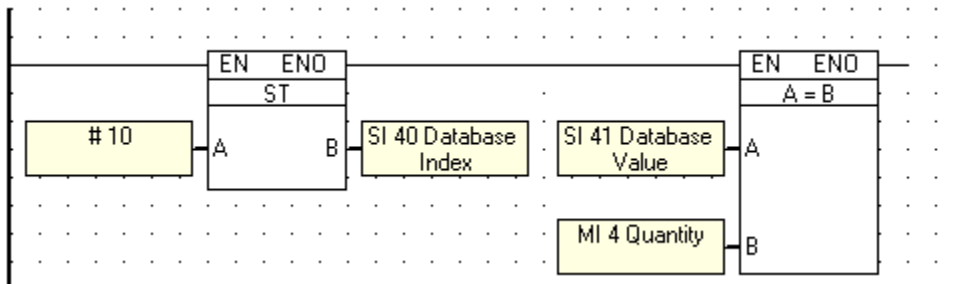 EN ENO
ST
# 10
A
B
SI 40 Database
Index
EN ENO
A = B
SI 41 Database
Value
A
MI 4 Quantity
B